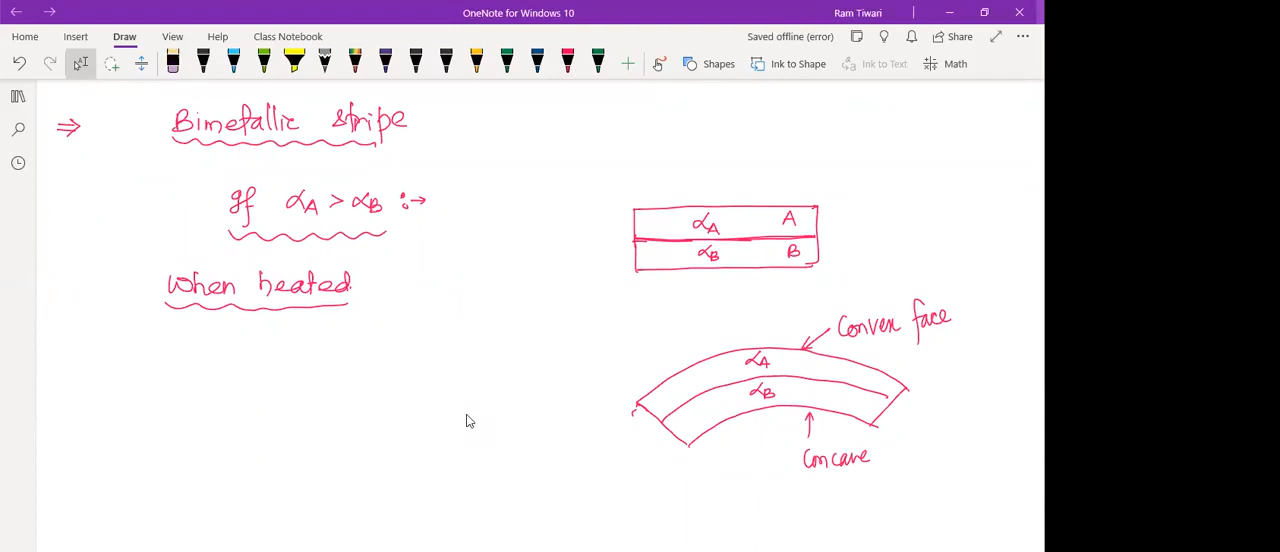 OneNote for Windows 10
Ram Tiwari
Home Insert Draw View Help Class Notebook
Saved offline (error)
Share
Shapes
Ink to Shape
Ink to Text
Math
⇒ Bimetallic stripe
If αA > αB :→
αA A
αB B
When heated
Convex face
αA
αB
Concave